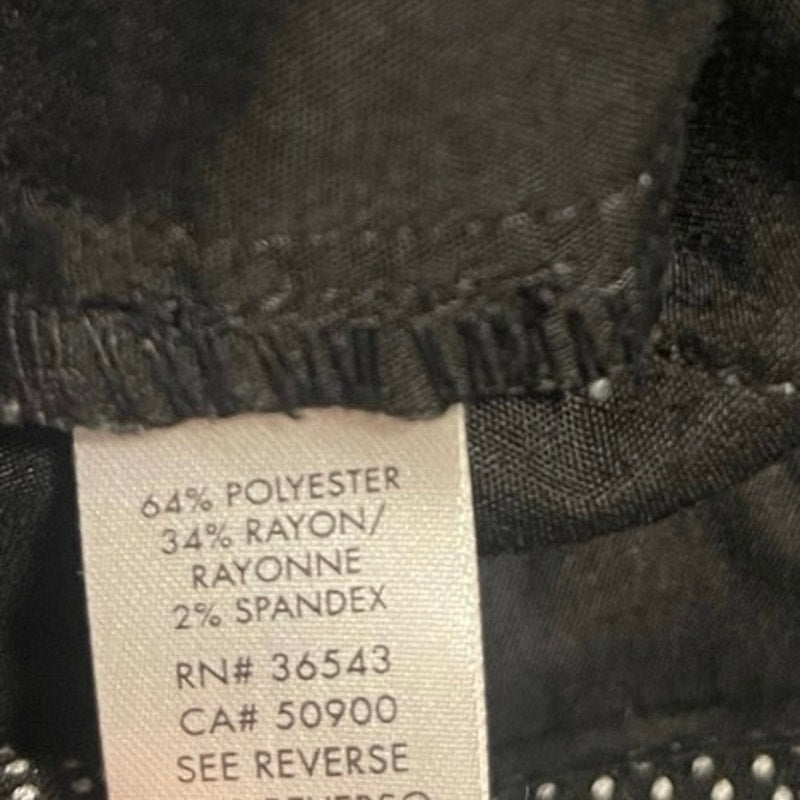 64% POLYESTER
34% RAYON/
RAYONNE
2% SPANDEX
RN# 36543
CA# 50900
SEE REVERSE